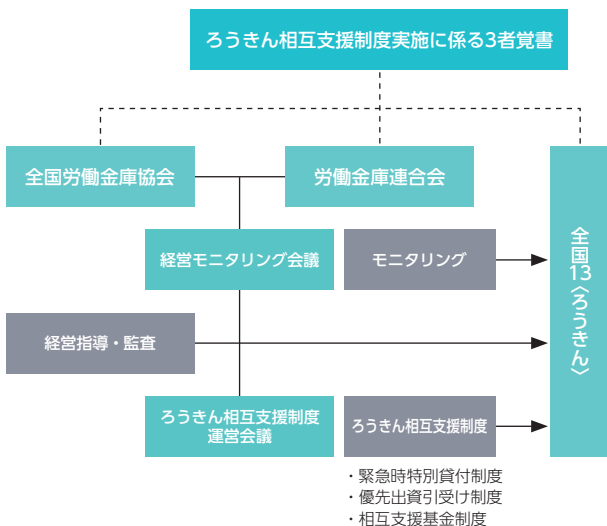 ろうきん相互支援制度実施に係る3者覚書
全国労働金庫協会
労働金庫連合会
全国13〈ろうきん〉
経営モニタリング会議
モニタリング
経営指導・監査
ろうきん相互支援制度
運営会議
ろうきん相互支援制度
・緊急時特別貸付制度
・優先出資引受け制度
・相互支援基金制度